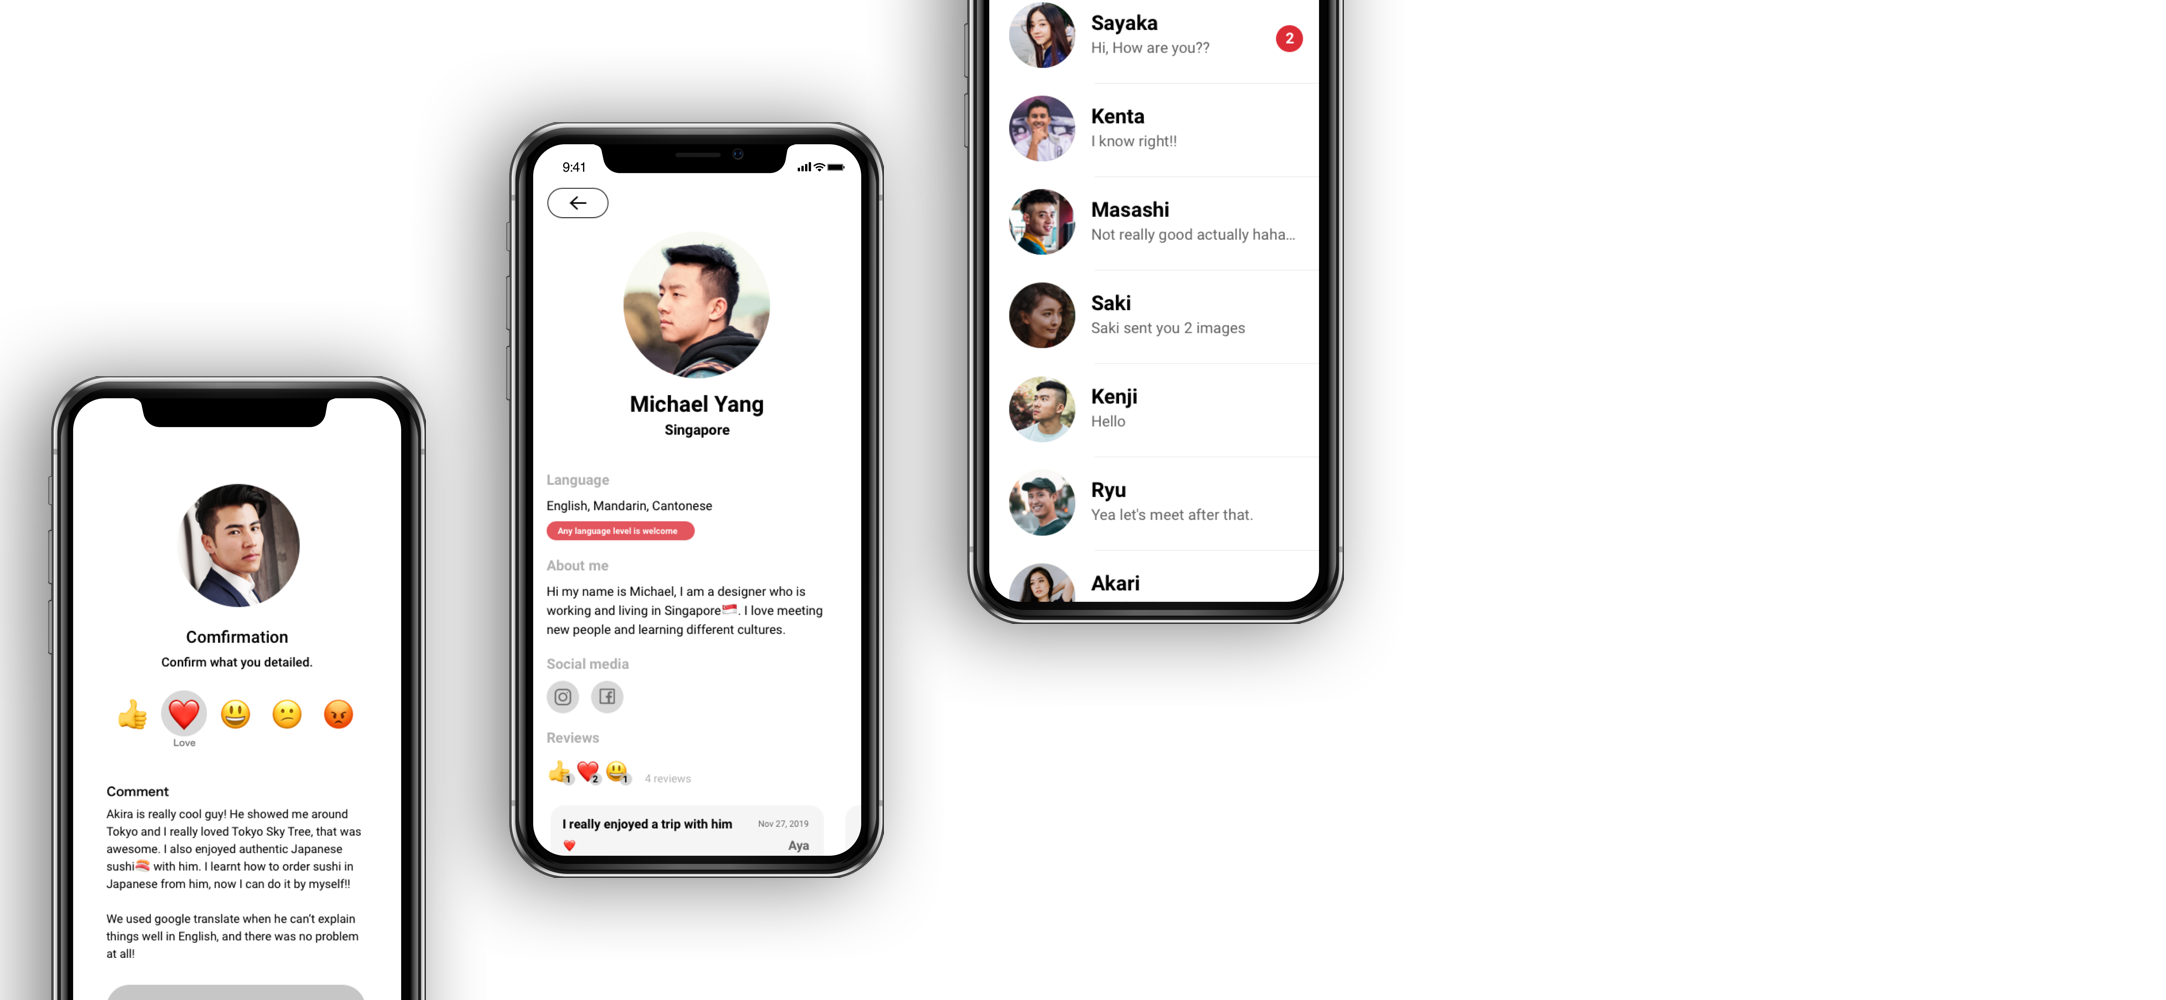 Comfirmation
Confirm what you detailed.
Love
Comment
Akira is really cool guy! He showed me around
Tokyo and I really loved Tokyo Sky Tree, that was
awesome. I also enjoyed authentic Japanese
sushi🍣 with him. I learnt how to order sushi in
Japanese from him, now I can do it by myself!!
We used google translate when he can't explain
things well in English, and there was no problem
at all!
9:41
Michael Yang
Singapore
Language
English, Mandarin, Cantonese
Any language level is welcome
About me
Hi my name is Michael, I am a designer who is
working and living in Singapore🇸🇬. I love meeting
new people and learning different cultures.
Social media
Reviews
1 2 1 4 reviews
I really enjoyed a trip with him Nov 27, 2019
Aya
Sayaka
Hi, How are you??
2
Kenta
I know right!!
Masashi
Not really good actually haha...
Saki
Saki sent you 2 images
Kenji
Hello
Ryu
Yea let's meet after that.
Akari